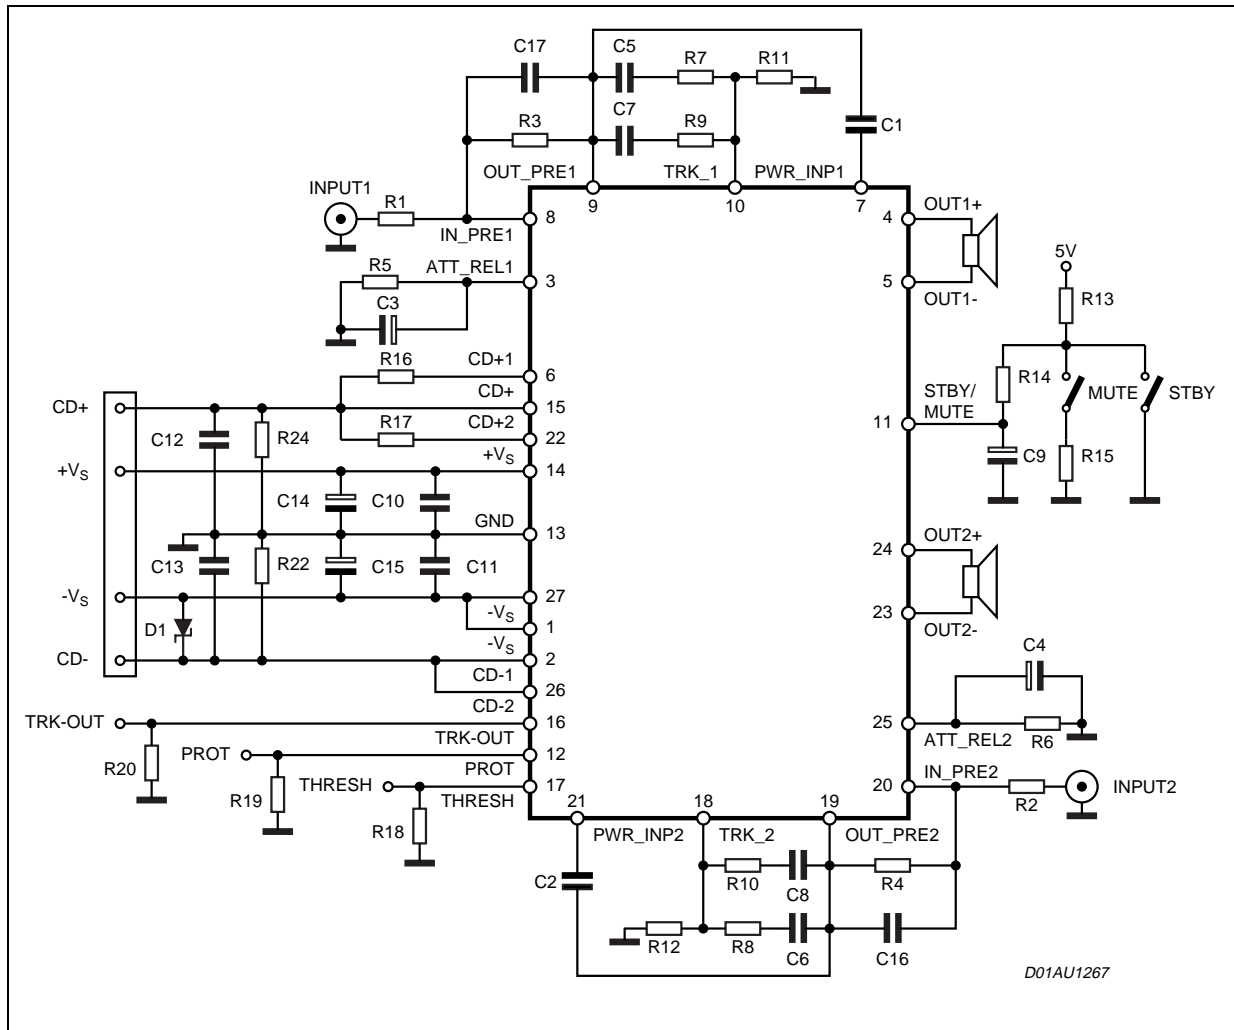 C17 C5 R7 R11
C7
R3 R9 C1
OUT_PRE1 TRK_1 PWR_INP1
INPUT1 9 10 7
R1 8 4 OUT1+
IN_PRE1
R5 ATT_REL1 3 5 5V
C3 OUT1-
R13
R16 CD+1
6
CD+ CD+ 15 R14 MUTE STBY
R17 CD+2 STBY/
MUTE
C12 R24 22 11
+VS +VS 14 C9 R15
C14 C10
GND 13
OUT2+
24
C13 R22 C15 C11
-VS 27 23
-VS OUT2-
D1 1
-VS C4
CD- 2
CD-1
26
CD-2
TRK-OUT 16 25
TRK-OUT ATT_REL2 R6
R20 PROT 12
PROT IN_PRE2
R19 THRESH THRESH 17 20 R2 INPUT2
R18 21 18 19
PWR_INP2 TRK_2 OUT_PRE2
C2 R10 C8 R4
R12 R8 C6 C16
D01AU1267